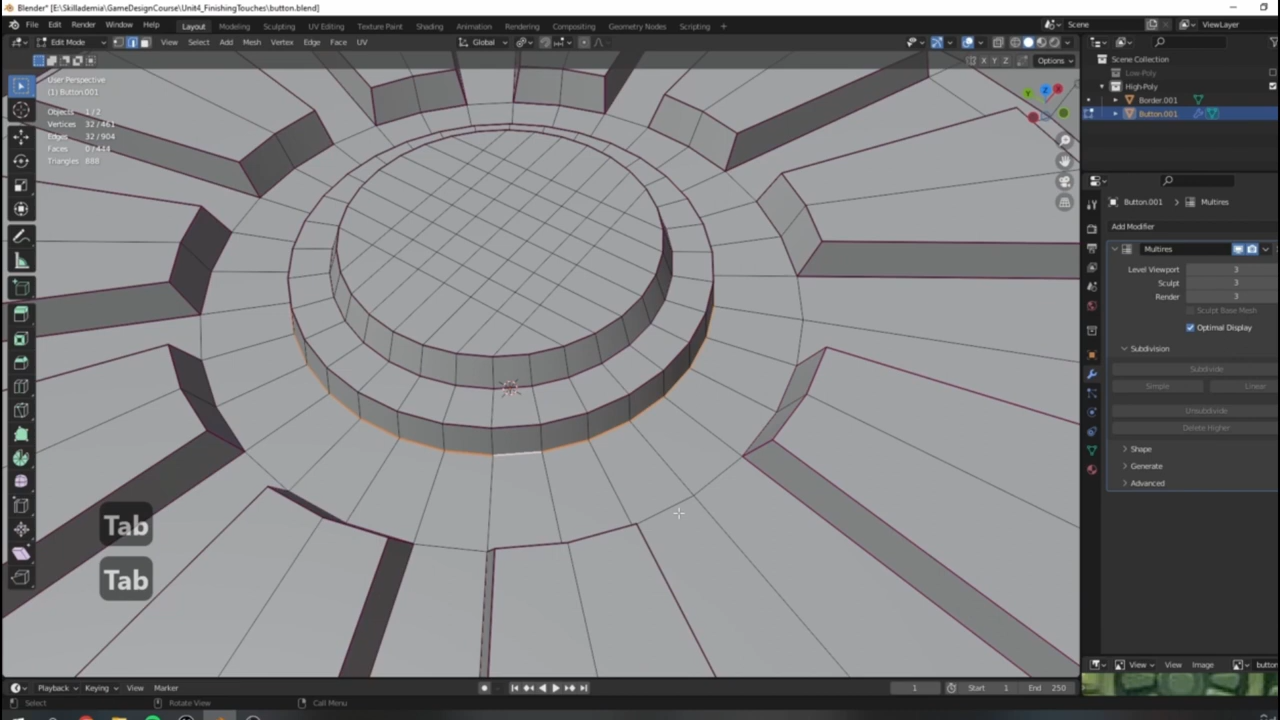 Blender* [E:\Skillademia\GameDesignCourse\Unit4_FinishingTouches\button.blend]
File Edit Render Window Help Layout Modeling Sculpting UV Editing Texture Paint Shading Animation Rendering Compositing Geometry Nodes Scripting + Scene ViewLayer
Edit Mode View Select Add Mesh Vertex Edge Face UV Global
X Y Z Options
User Perspective
(1) Button.001
Objects 1/2
Vertices 32/461
Edges 32/904
Faces 0/444
Triangles 888
Y Z X
Scene Collection
Low-Poly
High-Poly
Border.001
Button.001
Button.001 > Multires
Add Modifier
Multires
Level Viewport 3
Sculpt 3
Render 3
Sculpt Base Mesh
Optimal Display
Subdivision
Subdivide
Simple Linear
Unsubdivide
Delete Higher
Shape
Generate
Advanced
Tab
Tab
View View Image button
Playback Keying View Marker 1 Start 1 End 250
Select Rotate View Call Menu